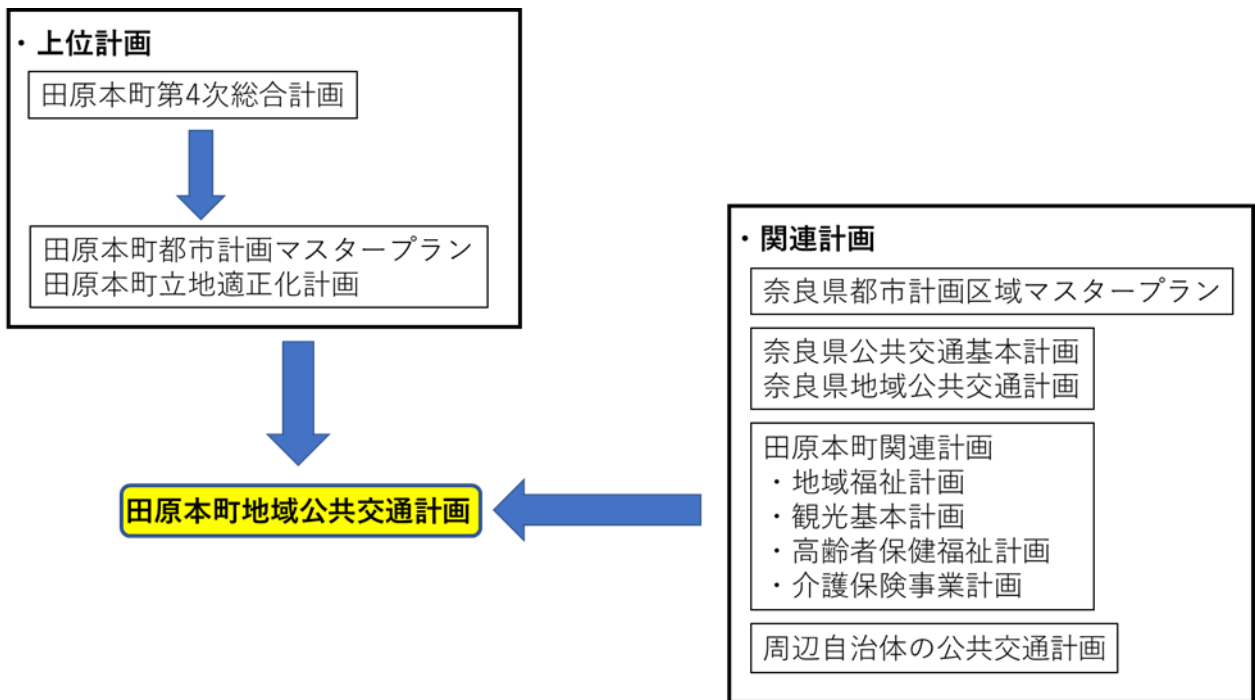 ・上位計画
田原本町第4次総合計画
田原本町都市計画マスタープラン
田原本町立地適正化計画
田原本町地域公共交通計画
・関連計画
奈良県都市計画区域マスタープラン
奈良県公共交通基本計画
奈良県地域公共交通計画
田原本町関連計画
・地域福祉計画
・観光基本計画
・高齢者保健福祉計画
・介護保険事業計画
周辺自治体の公共交通計画